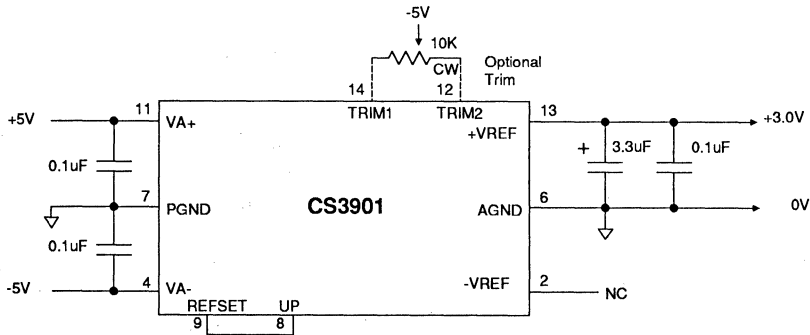 -5V
10K
CW
Optional
Trim
14
12
TRIM1
TRIM2
+5V
11
VA+
13
+VREF
+3.0V
0.1uF
+
3.3uF
0.1uF
7
PGND
CS3901
6
AGND
0V
0.1uF
-5V
4
VA-
-VREF
2
NC
REFSET
UP
9
8